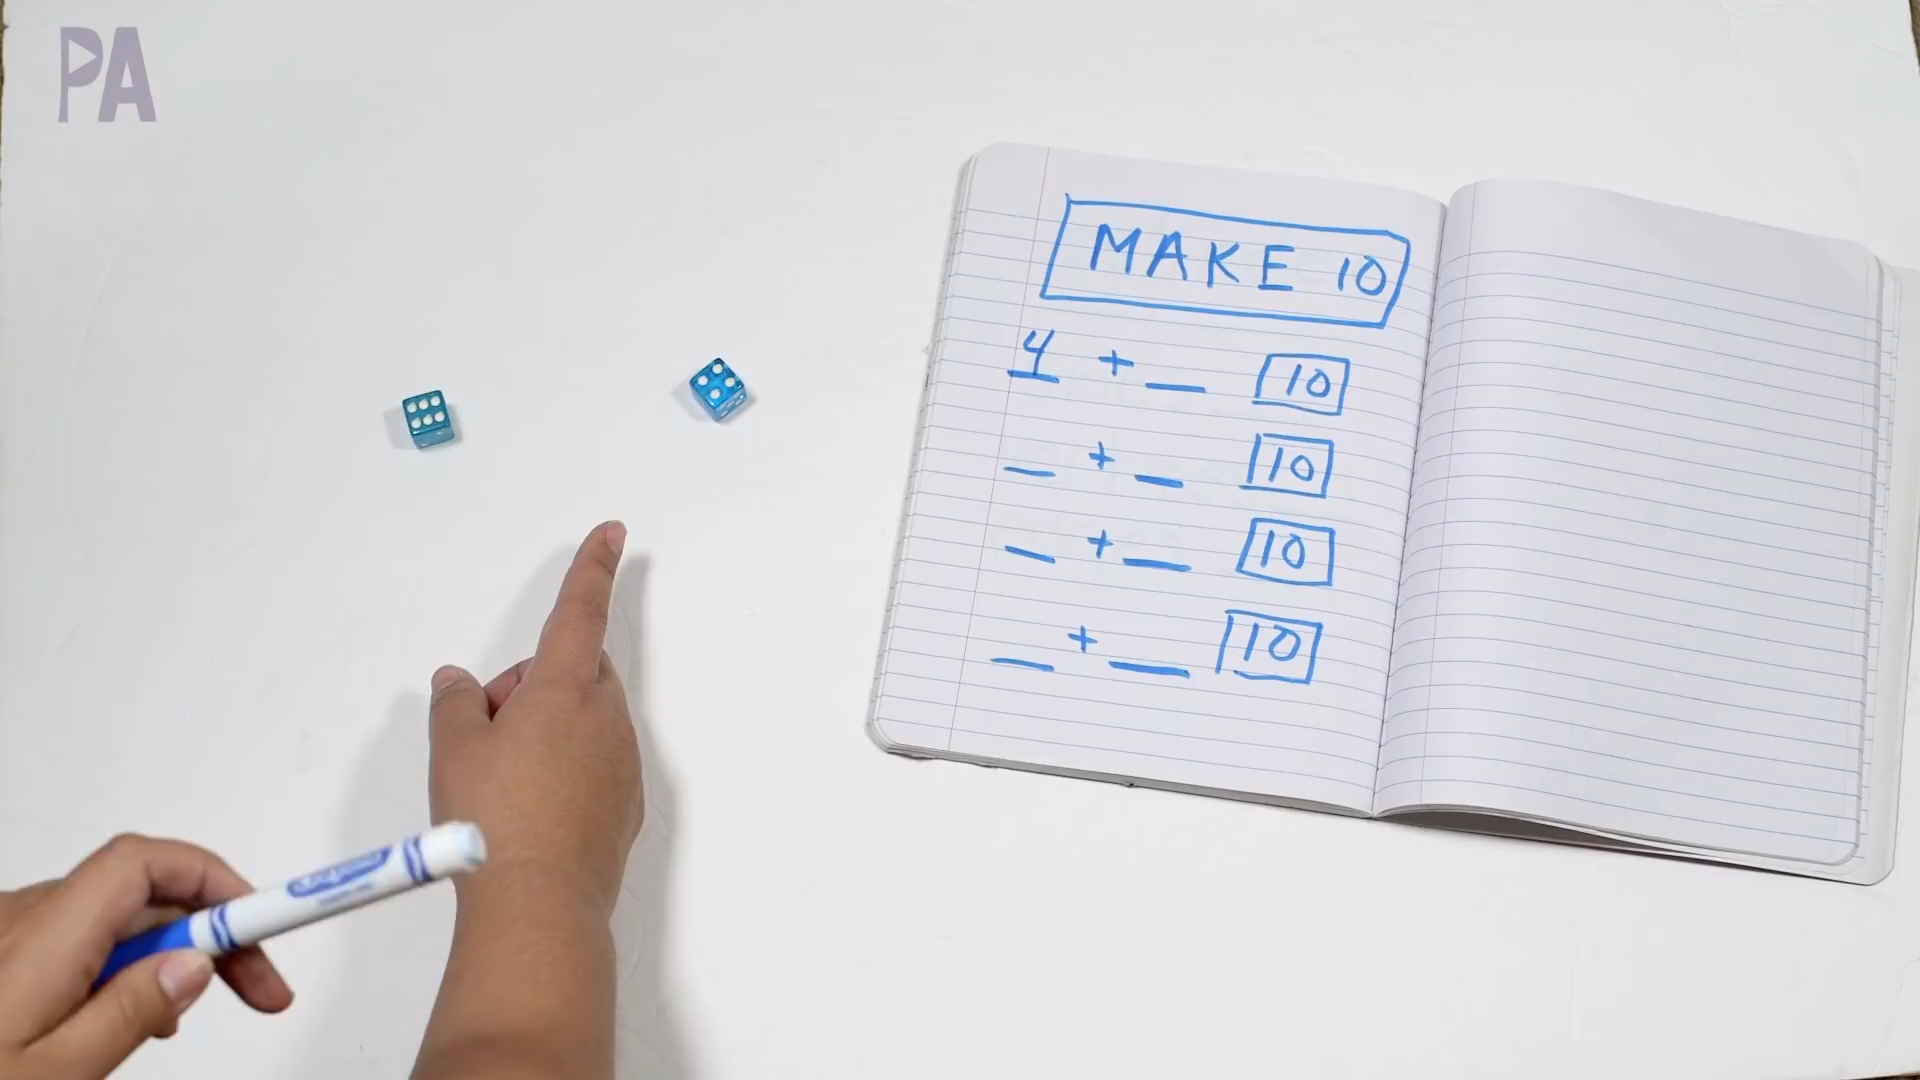 PA
MAKE 10
4 + __ 10
__ + __ 10
__ + __ 10
__ + __ 10